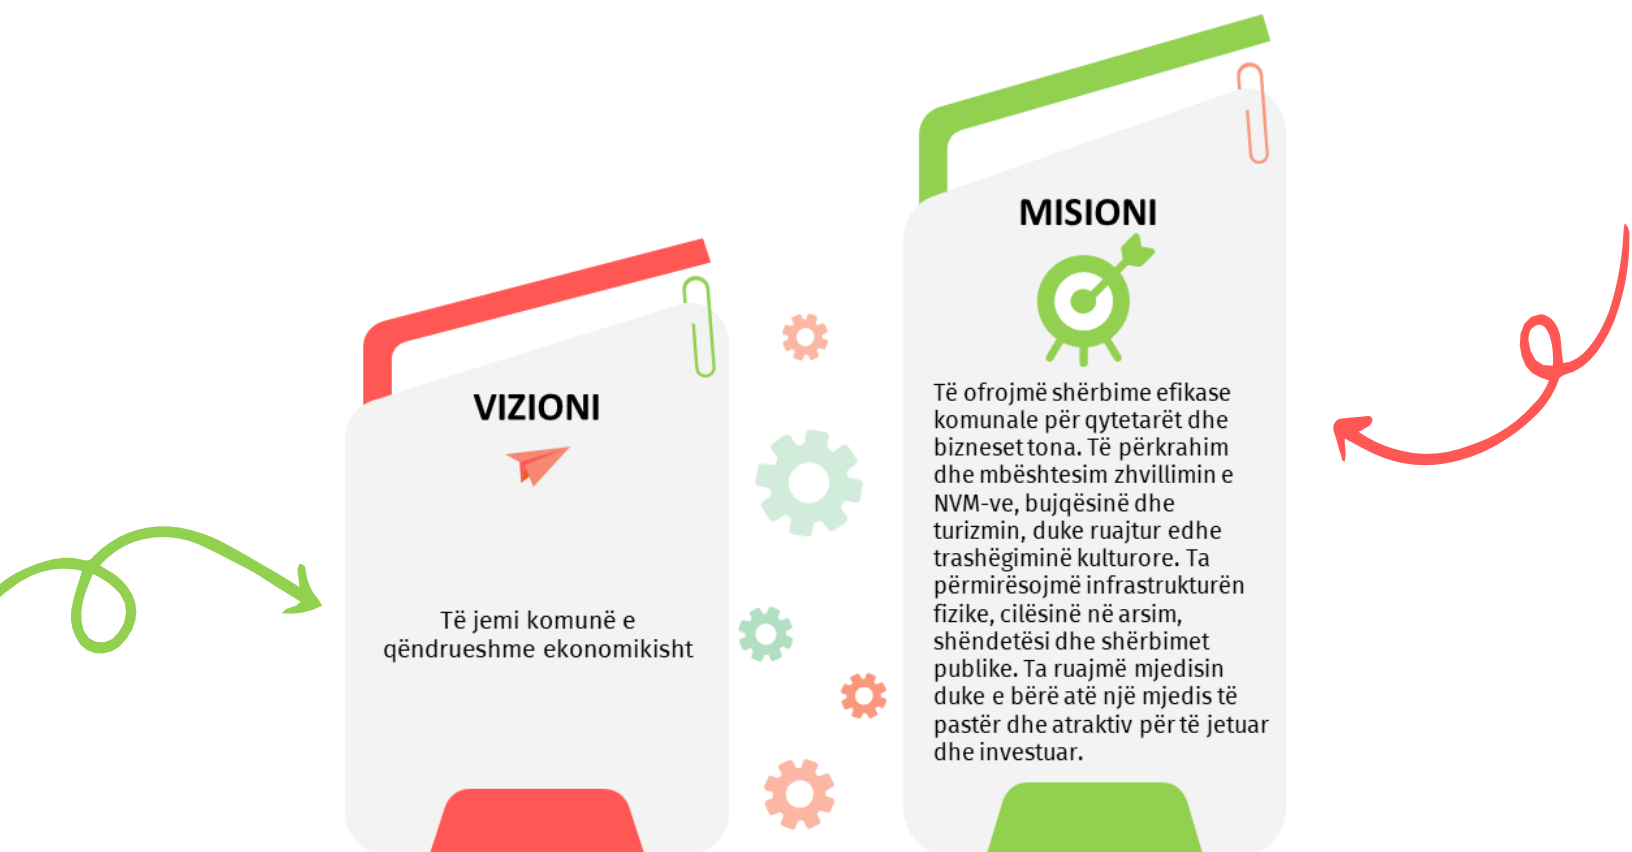 VIZIONI
Të jemi komunë e
qëndrueshme ekonomikisht
MISIONI
Të ofrojmë shërbime efikase
komunale për qytetarët dhe
bizneset tona. Të përkrahim
dhe mbështesim zhvillimin e
NVM-ve, bujqësinë dhe
turizmin, duke ruajtur edhe
trashëgiminë kulturore. Ta
përmirësojmë infrastrukturën
fizike, cilësinë në arsim,
shëndetësi dhe shërbimet
publike. Ta ruajmë mjedisin
duke e bërë atë një mjedis të
pastër dhe atraktiv për të jetuar
dhe investuar.